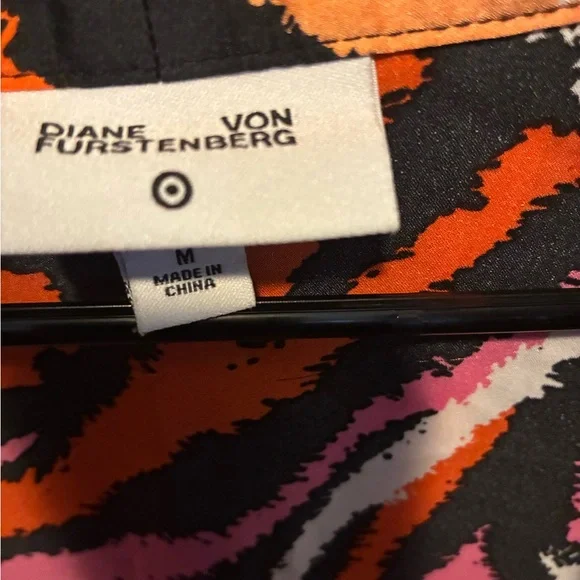 DIANE VON
FURSTENBERG
M
MADE IN
CHINA